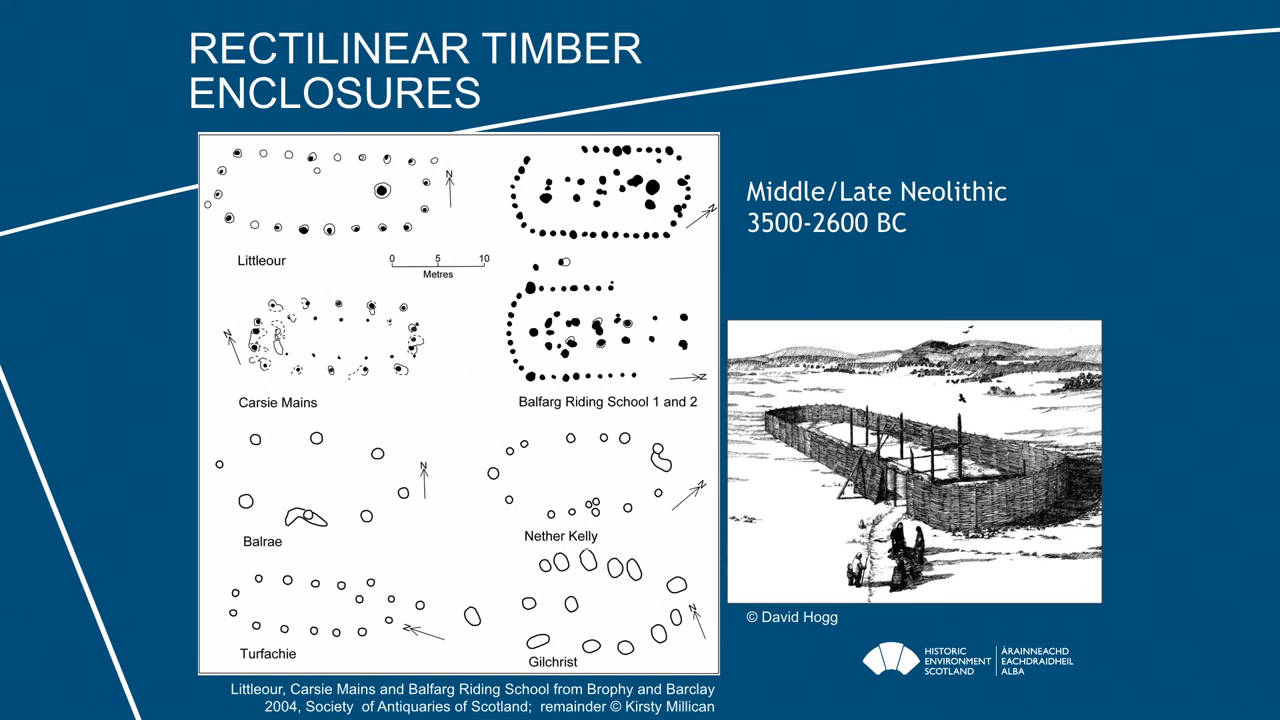 RECTILINEAR TIMBER
ENCLOSURES
N
Littleour
0 5 10
Metres
N
N
Carsie Mains
N
Balfarg Riding School 1 and 2
Middle/Late Neolithic
3500-2600 BC
N
Balrae
N
Nether Kelly
N
Turfachie
N
Gilchrist
© David Hogg
HISTORIC
ENVIRONMENT
SCOTLAND
ÀRAINNEACHD
EACHDRAIDHEIL
ALBA
Littleour, Carsie Mains and Balfarg Riding School from Brophy and Barclay
2004, Society of Antiquaries of Scotland; remainder © Kirsty Millican